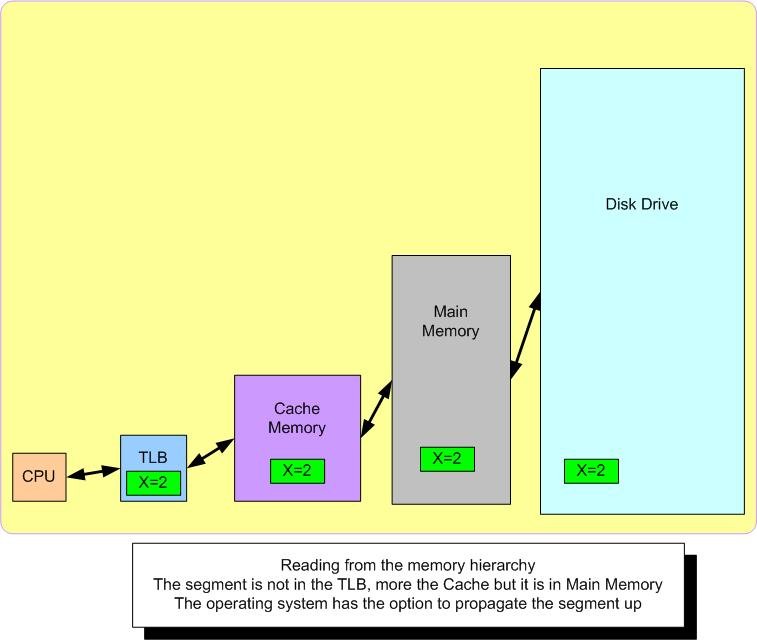 Disk Drive
Main
Memory
Cache
Memory
TLB
CPU
X=2
X=2
X=2
X=2
Reading from the memory hierarchy
The segment is not in the TLB, more the Cache but it is in Main Memory
The operating system has the option to propagate the segment up